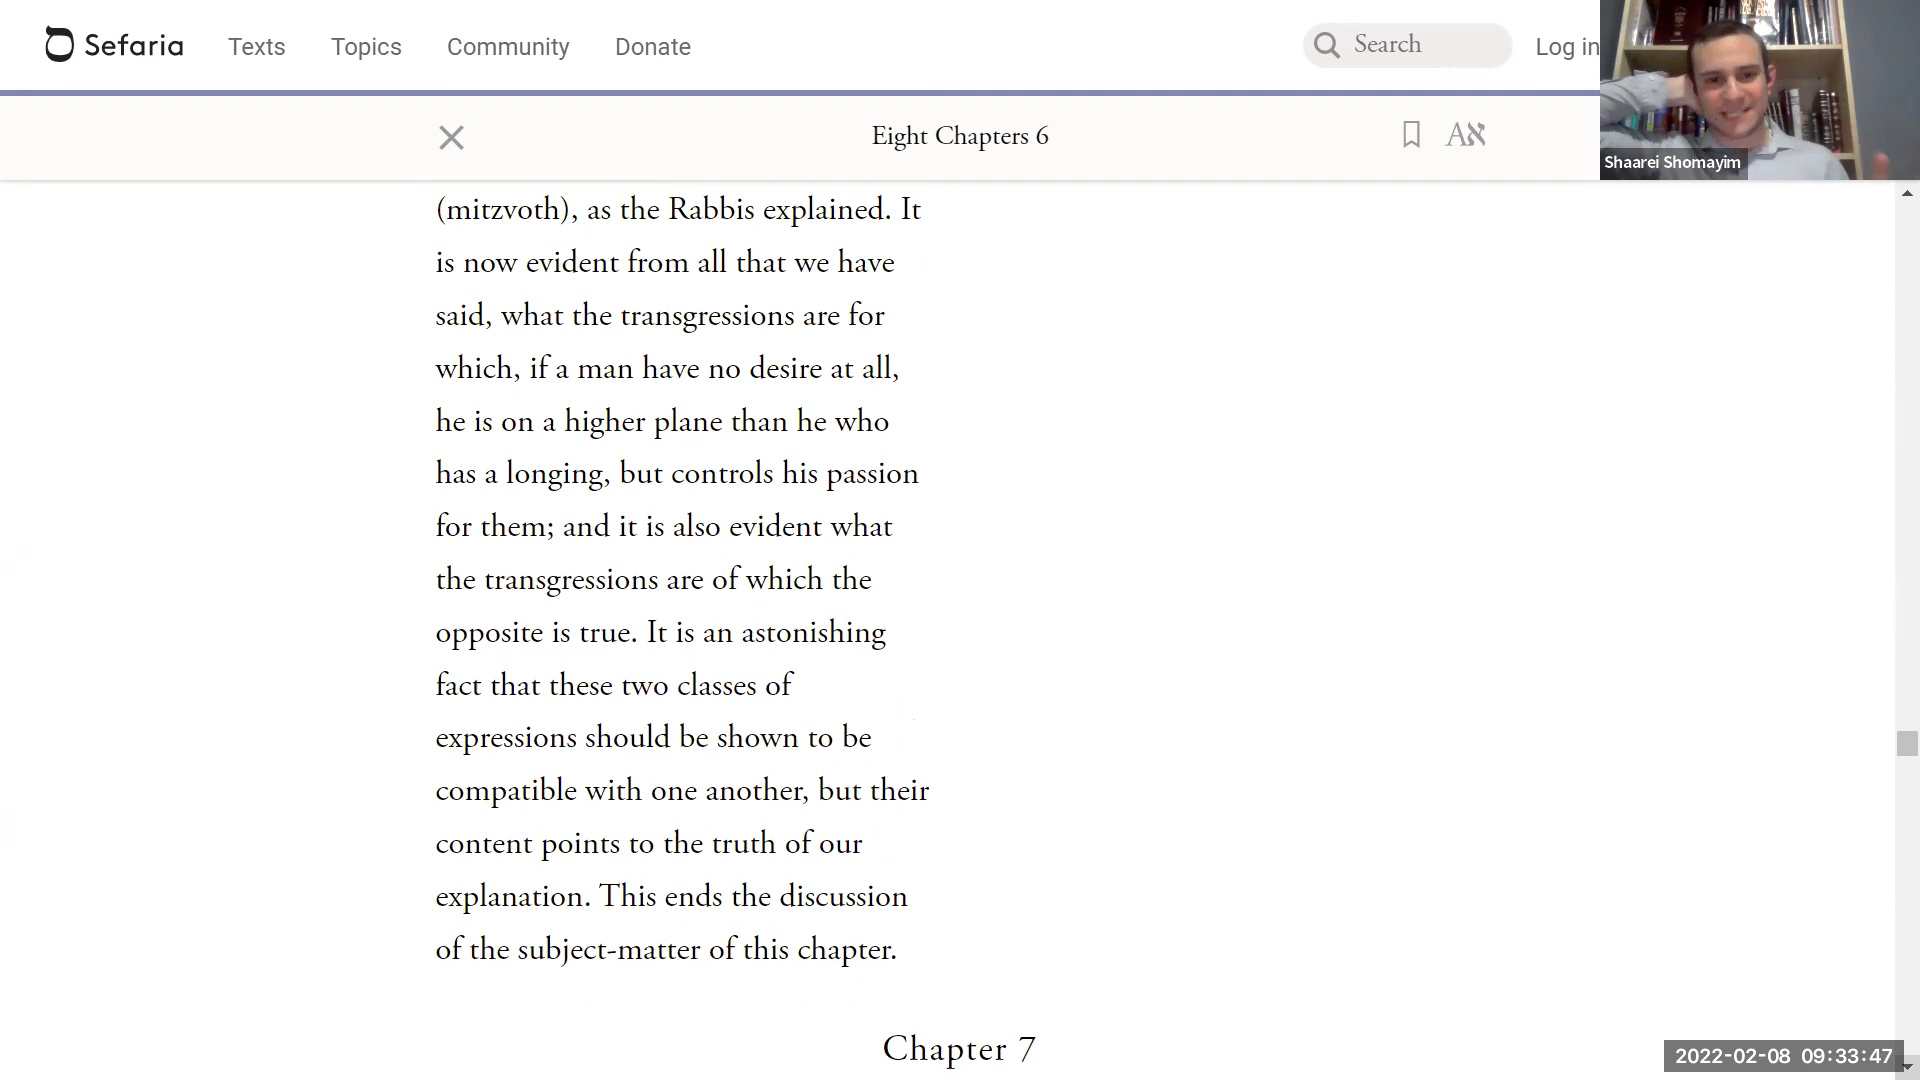 Sefaria
Texts
Topics
Community
Donate
Search
Log in
Eight Chapters 6
Aא
Shaarei Shomayim
(mitzvoth), as the Rabbis explained. It
is now evident from all that we have
said, what the transgressions are for
which, if a man have no desire at all,
he is on a higher plane than he who
has a longing, but controls his passion
for them; and it is also evident what
the transgressions are of which the
opposite is true. It is an astonishing
fact that these two classes of
expressions should be shown to be
compatible with one another, but their
content points to the truth of our
explanation. This ends the discussion
of the subject-matter of this chapter.
Chapter 7
2022-02-08 09:33:47